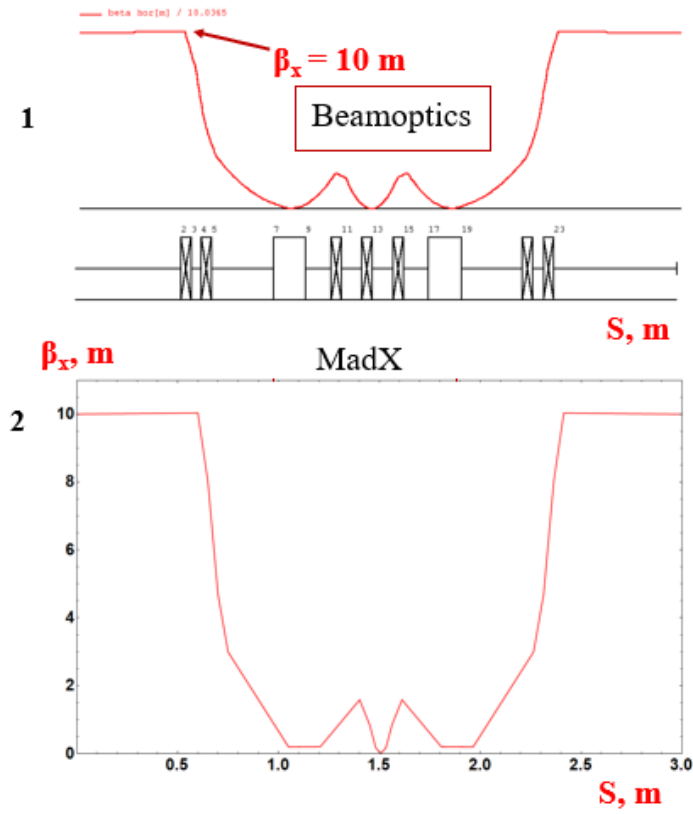 beta hor[m] / 10.0365
βx = 10 m
1
Beamoptics
2 3 4 5 7 9 11 13 15 17 19 23
S, m
βx, m
MadX
2
10
8
6
4
2
0
0.5 1.0 1.5 2.0 2.5 3.0
S, m